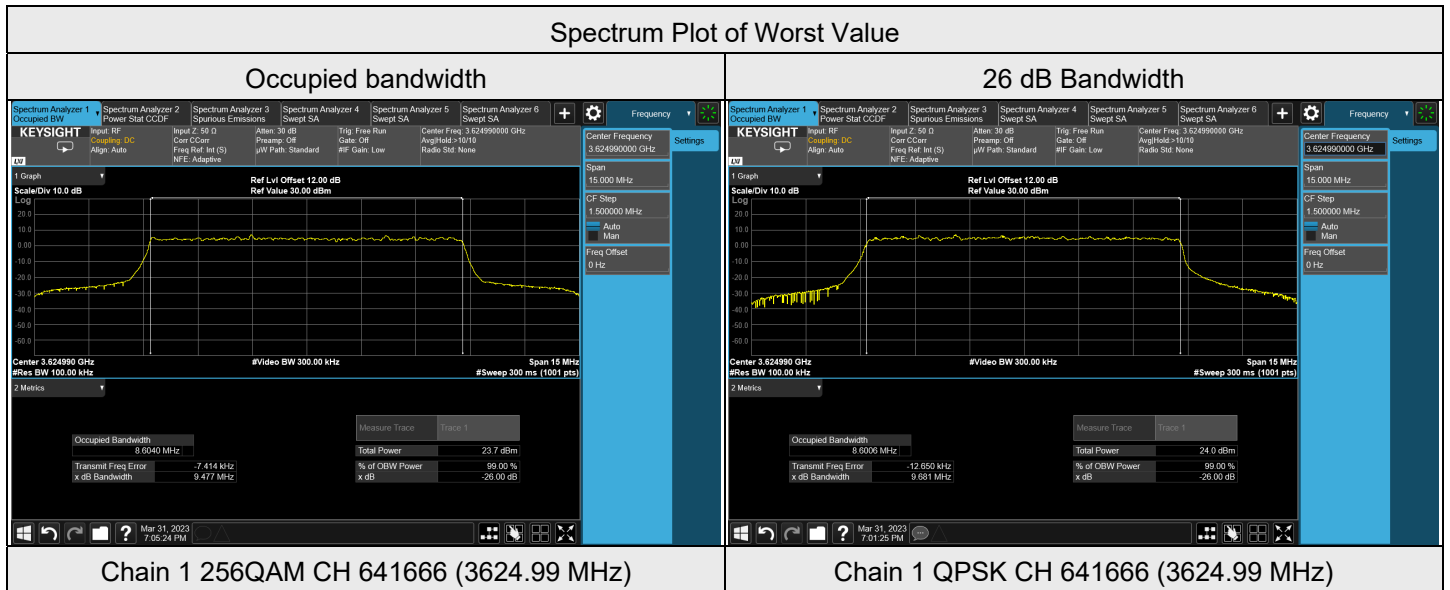 Spectrum Plot of Worst Value
Occupied bandwidth
26 dB Bandwidth
Spectrum Analyzer 1
Occupied BW
Spectrum Analyzer 2
Power Stat CCDF
Spectrum Analyzer 3
Spurious Emissions
Spectrum Analyzer 4
Swept SA
Spectrum Analyzer 5
Swept SA
Spectrum Analyzer 6
Swept SA
+
Frequency
KEYSIGHT
LXI
Input: RF
Coupling: DC
Align: Auto
Input Z: 50 Ω
Corr CCorr
Freq Ref: Int (S)
NFE: Adaptive
Atten: 30 dB
Preamp: Off
µW Path: Standard
Trig: Free Run
Gate: Off
#IF Gain: Low
Center Freq: 3.624990000 GHz
Avg|Hold:>10/10
Radio Std: None
Center Frequency
3.624990000 GHz
Settings
Span
15.000 MHz
CF Step
1.500000 MHz
Auto
Man
Freq Offset
0 Hz
1 Graph
Scale/Div 10.0 dB
Ref Lvl Offset 12.00 dB
Ref Value 30.00 dBm
Log
20.0
10.0
0.00
-10.0
-20.0
-30.0
-40.0
-50.0
-60.0
Center 3.624990 GHz
#Res BW 100.00 kHz
#Video BW 300.00 kHz
Span 15 MHz
#Sweep 300 ms (1001 pts)
2 Metrics
Measure Trace Trace 1
Occupied Bandwidth
8.6040 MHz
Total Power 23.7 dBm
Transmit Freq Error -7.414 kHz
% of OBW Power 99.00 %
x dB Bandwidth 9.477 MHz
x dB -26.00 dB
?
Mar 31, 2023
7:05:24 PM
Spectrum Analyzer 1
Occupied BW
Spectrum Analyzer 2
Power Stat CCDF
Spectrum Analyzer 3
Spurious Emissions
Spectrum Analyzer 4
Swept SA
Spectrum Analyzer 5
Swept SA
Spectrum Analyzer 6
Swept SA
+
Frequency
KEYSIGHT
LXI
Input: RF
Coupling: DC
Align: Auto
Input Z: 50 Ω
Corr CCorr
Freq Ref: Int (S)
NFE: Adaptive
Atten: 30 dB
Preamp: Off
µW Path: Standard
Trig: Free Run
Gate: Off
#IF Gain: Low
Center Freq: 3.624990000 GHz
Avg|Hold:>10/10
Radio Std: None
Center Frequency
3.624990000 GHz
Settings
Span
15.000 MHz
CF Step
1.500000 MHz
Auto
Man
Freq Offset
0 Hz
1 Graph
Scale/Div 10.0 dB
Ref Lvl Offset 12.00 dB
Ref Value 30.00 dBm
Log
20.0
10.0
0.00
-10.0
-20.0
-30.0
-40.0
-50.0
-60.0
Center 3.624990 GHz
#Res BW 100.00 kHz
#Video BW 300.00 kHz
Span 15 MHz
#Sweep 300 ms (1001 pts)
2 Metrics
Measure Trace Trace 1
Occupied Bandwidth
8.6006 MHz
Total Power 24.0 dBm
Transmit Freq Error -12.650 kHz
% of OBW Power 99.00 %
x dB Bandwidth 9.681 MHz
x dB -26.00 dB
?
Mar 31, 2023
7:01:25 PM
Chain 1 256QAM CH 641666 (3624.99 MHz)
Chain 1 QPSK CH 641666 (3624.99 MHz)